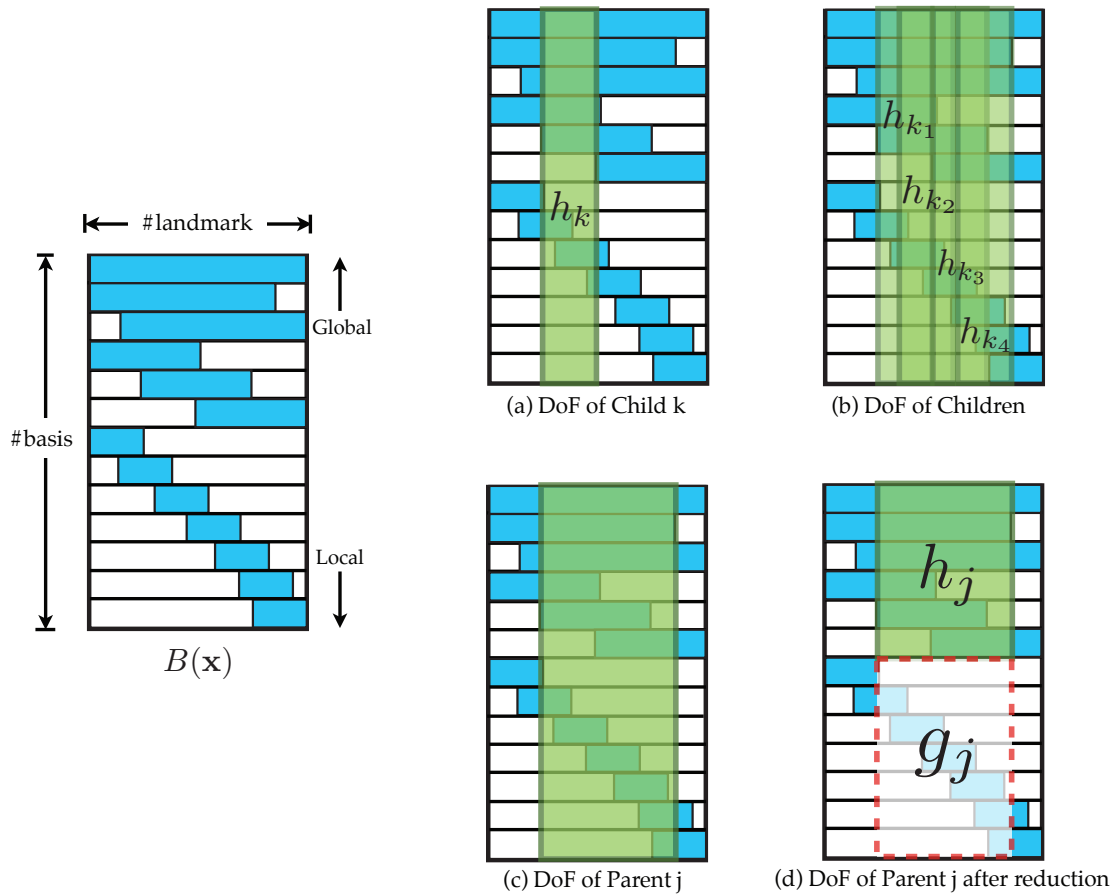 #landmark
#basis
Global
Local
B(x)
h_k
(a) DoF of Child k
h_{k_1}
h_{k_2}
h_{k_3}
h_{k_4}
(b) DoF of Children
(c) DoF of Parent j
h_j
g_j
(d) DoF of Parent j after reduction